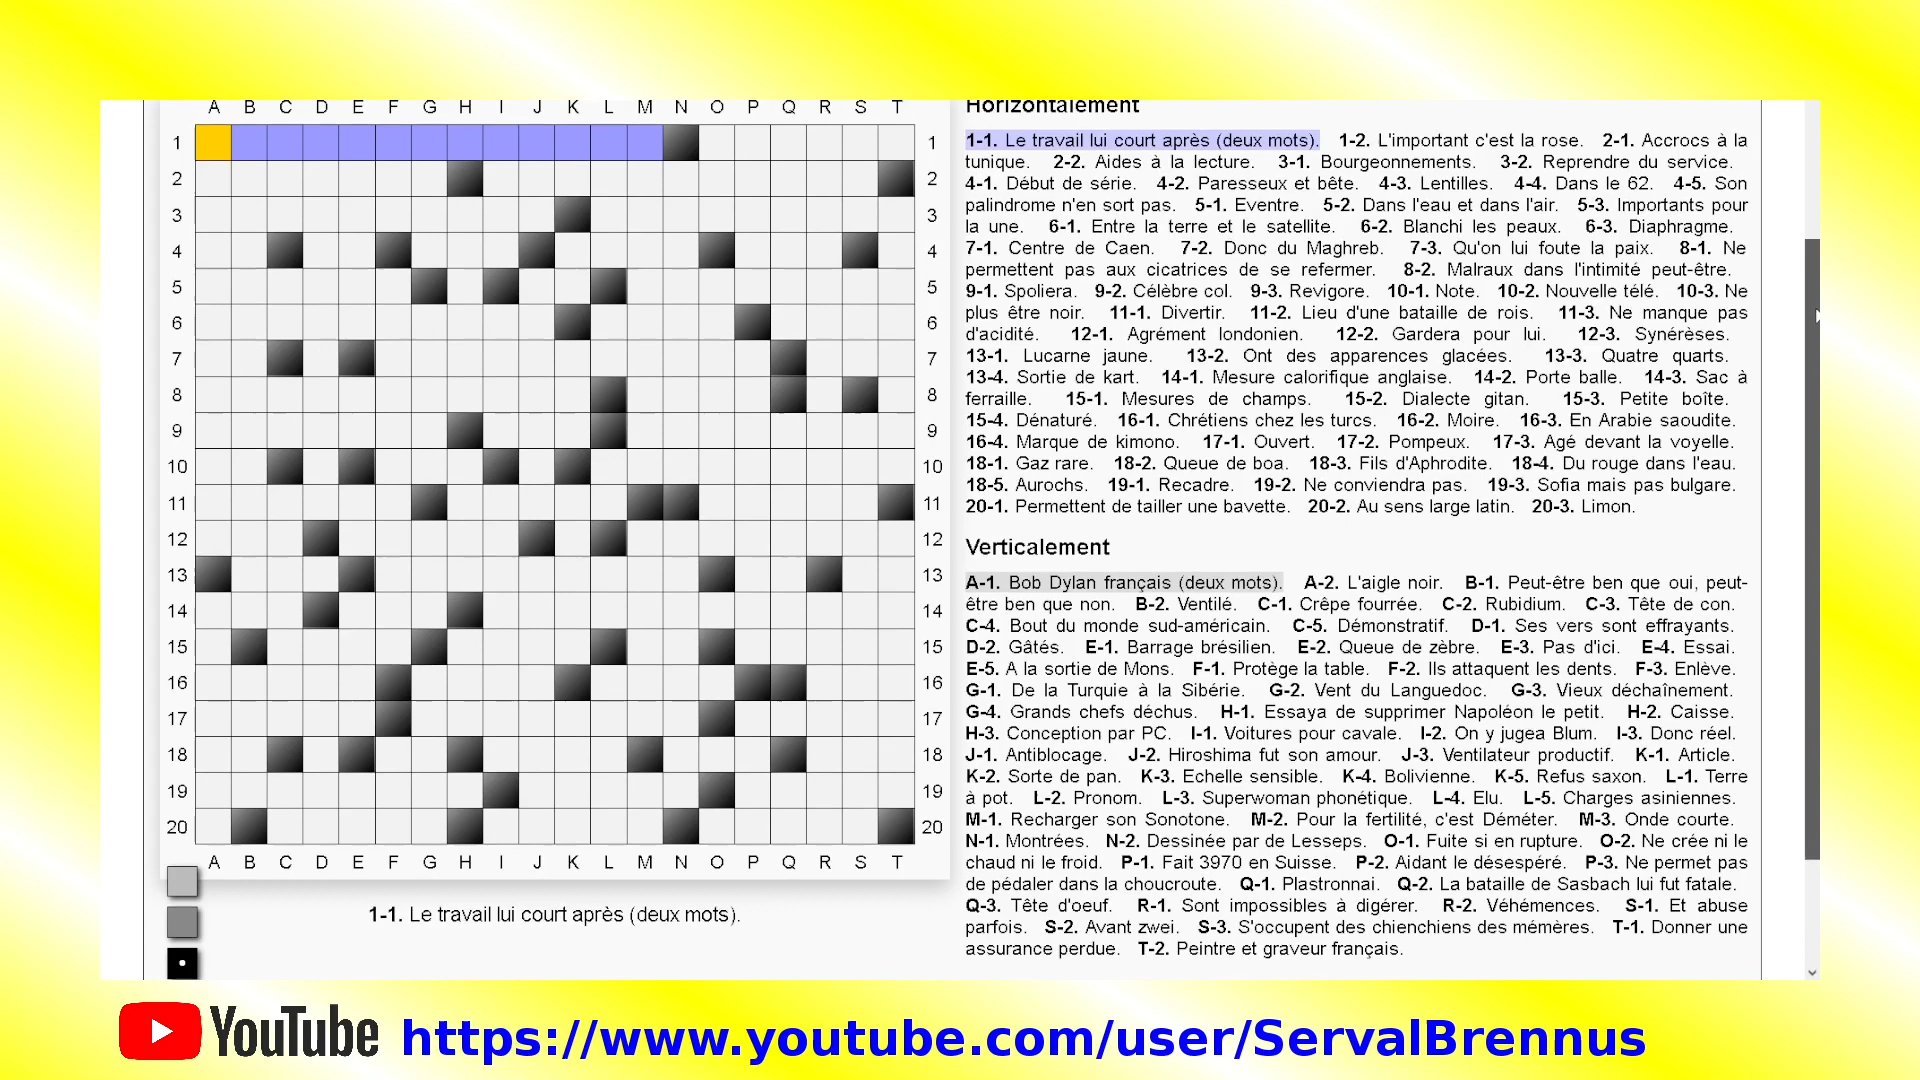 A B C D E F G H I J K L M N O P Q R S T
1 1
2 2
3 3
4 4
5 5
6 6
7 7
8 8
9 9
10 10
11 11
12 12
13 13
14 14
15 15
16 16
17 17
18 18
19 19
20 20
A B C D E F G H I J K L M N O P Q R S T
1-1. Le travail lui court après (deux mots).
Horizontalement
1-1. Le travail lui court après (deux mots). 1-2. L'important c'est la rose. 2-1. Accrocs à la
tunique. 2-2. Aides à la lecture. 3-1. Bourgeonnements. 3-2. Reprendre du service.
4-1. Début de série. 4-2. Paresseux et bête. 4-3. Lentilles. 4-4. Dans le 62. 4-5. Son
palindrome n'en sort pas. 5-1. Eventre. 5-2. Dans l'eau et dans l'air. 5-3. Importants pour
la une. 6-1. Entre la terre et le satellite. 6-2. Blanchi les peaux. 6-3. Diaphragme.
7-1. Centre de Caen. 7-2. Donc du Maghreb. 7-3. Qu'on lui foute la paix. 8-1. Ne
permettent pas aux cicatrices de se refermer. 8-2. Malraux dans l'intimité peut-être.
9-1. Spoliera. 9-2. Célèbre col. 9-3. Revigore. 10-1. Note. 10-2. Nouvelle télé. 10-3. Ne
plus être noir. 11-1. Divertir. 11-2. Lieu d'une bataille de rois. 11-3. Ne manque pas
d'acidité. 12-1. Agrément londonien. 12-2. Gardera pour lui. 12-3. Synérèses.
13-1. Lucarne jaune. 13-2. Ont des apparences glacées. 13-3. Quatre quarts.
13-4. Sortie de kart. 14-1. Mesure calorifique anglaise. 14-2. Porte balle. 14-3. Sac à
ferraille. 15-1. Mesures de champs. 15-2. Dialecte gitan. 15-3. Petite boîte.
15-4. Dénaturé. 16-1. Chrétiens chez les turcs. 16-2. Moire. 16-3. En Arabie saoudite.
16-4. Marque de kimono. 17-1. Ouvert. 17-2. Pompeux. 17-3. Agé devant la voyelle.
18-1. Gaz rare. 18-2. Queue de boa. 18-3. Fils d'Aphrodite. 18-4. Du rouge dans l'eau.
18-5. Aurochs. 19-1. Recadre. 19-2. Ne conviendra pas. 19-3. Sofia mais pas bulgare.
20-1. Permettent de tailler une bavette. 20-2. Au sens large latin. 20-3. Limon.
Verticalement
A-1. Bob Dylan français (deux mots). A-2. L'aigle noir. B-1. Peut-être ben que oui, peut-
être ben que non. B-2. Ventilé. C-1. Crêpe fourrée. C-2. Rubidium. C-3. Tête de con.
C-4. Bout du monde sud-américain. C-5. Démonstratif. D-1. Ses vers sont effrayants.
D-2. Gâtés. E-1. Barrage brésilien. E-2. Queue de zèbre. E-3. Pas d'ici. E-4. Essai.
E-5. A la sortie de Mons. F-1. Protège la table. F-2. Ils attaquent les dents. F-3. Enlève.
G-1. De la Turquie à la Sibérie. G-2. Vent du Languedoc. G-3. Vieux déchaînement.
G-4. Grands chefs déchus. H-1. Essaya de supprimer Napoléon le petit. H-2. Caisse.
H-3. Conception par PC. I-1. Voitures pour cavale. I-2. On y jugea Blum. I-3. Donc réel.
J-1. Antiblocage. J-2. Hiroshima fut son amour. J-3. Ventilateur productif. K-1. Article.
K-2. Sorte de pan. K-3. Echelle sensible. K-4. Bolivienne. K-5. Refus saxon. L-1. Terre
à pot. L-2. Pronom. L-3. Superwoman phonétique. L-4. Elu. L-5. Charges asiniennes.
M-1. Recharger son Sonotone. M-2. Pour la fertilité, c'est Déméter. M-3. Onde courte.
N-1. Montrées. N-2. Dessinée par de Lesseps. O-1. Fuite si en rupture. O-2. Ne crée ni le
chaud ni le froid. P-1. Fait 3970 en Suisse. P-2. Aidant le désespéré. P-3. Ne permet pas
de pédaler dans la choucroute. Q-1. Plastronnai. Q-2. La bataille de Sasbach lui fut fatale.
Q-3. Tête d'oeuf. R-1. Sont impossibles à digérer. R-2. Véhémences. S-1. Et abuse
parfois. S-2. Avant zwei. S-3. S'occupent des chienchiens des mémères. T-1. Donner une
assurance perdue. T-2. Peintre et graveur français.
YouTube https://www.youtube.com/user/ServalBrennus